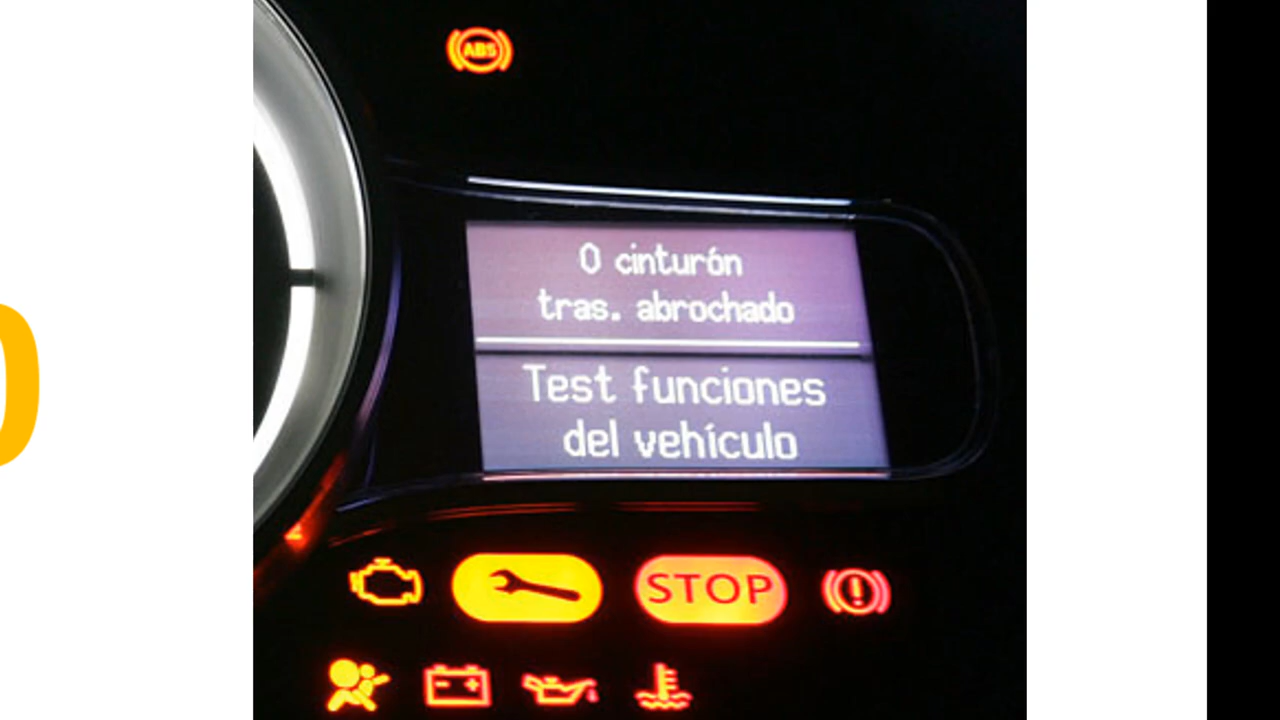 ABS
0 cinturón
tras. abrochado
Test funciones
del vehículo
STOP